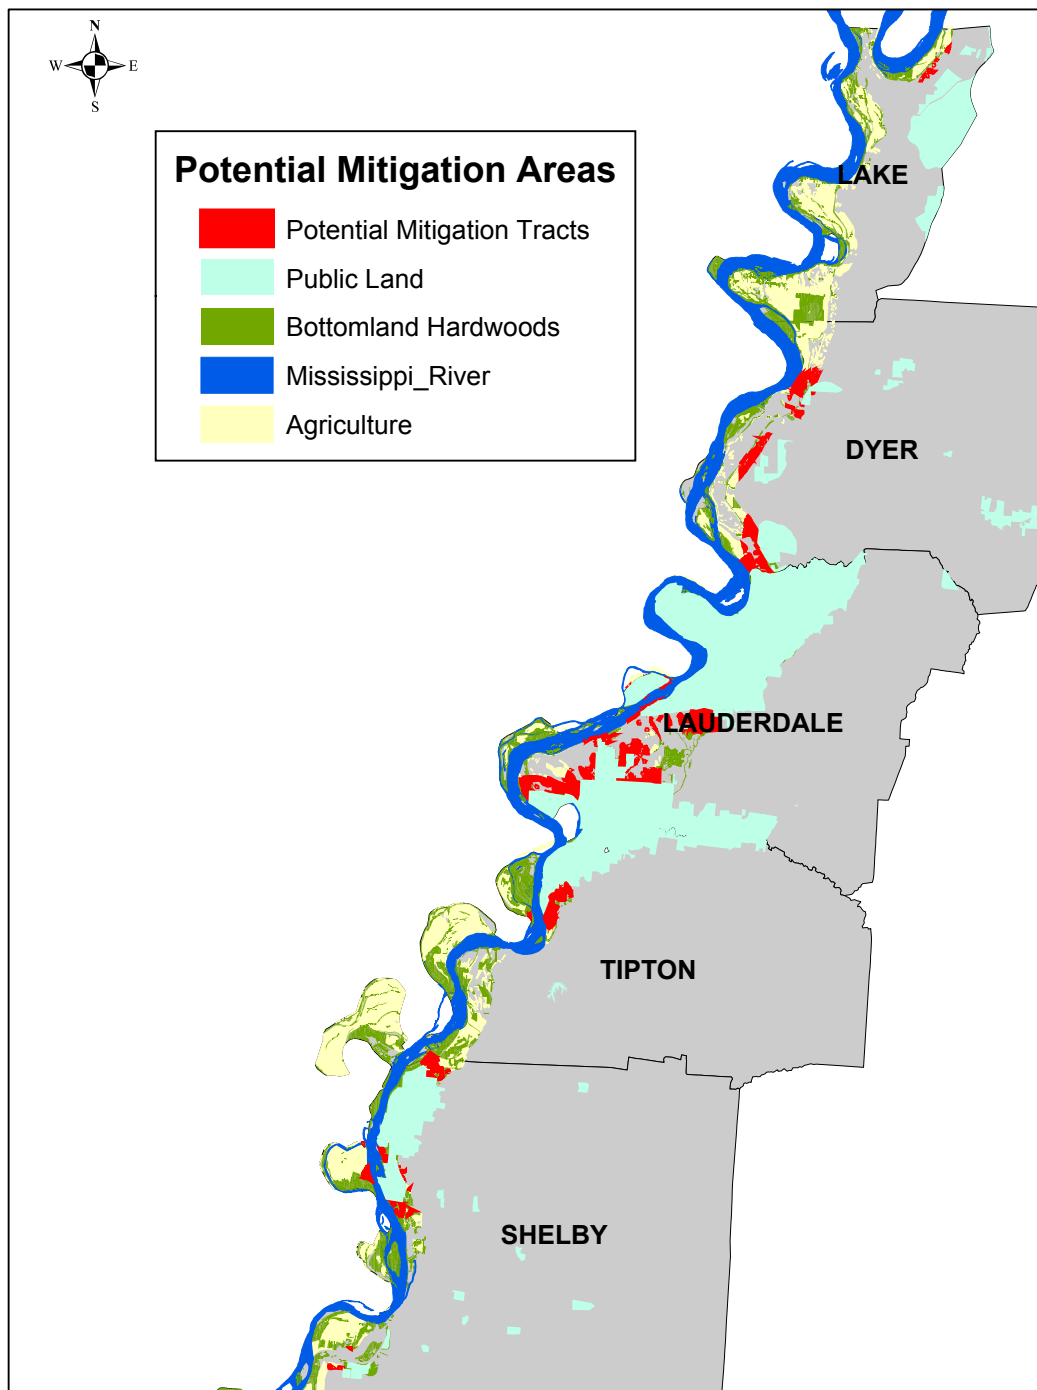 N
W E
S
Potential Mitigation Areas
Potential Mitigation Tracts
Public Land
Bottomland Hardwoods
Mississippi_River
Agriculture
LAKE
DYER
LAUDERDALE
TIPTON
SHELBY